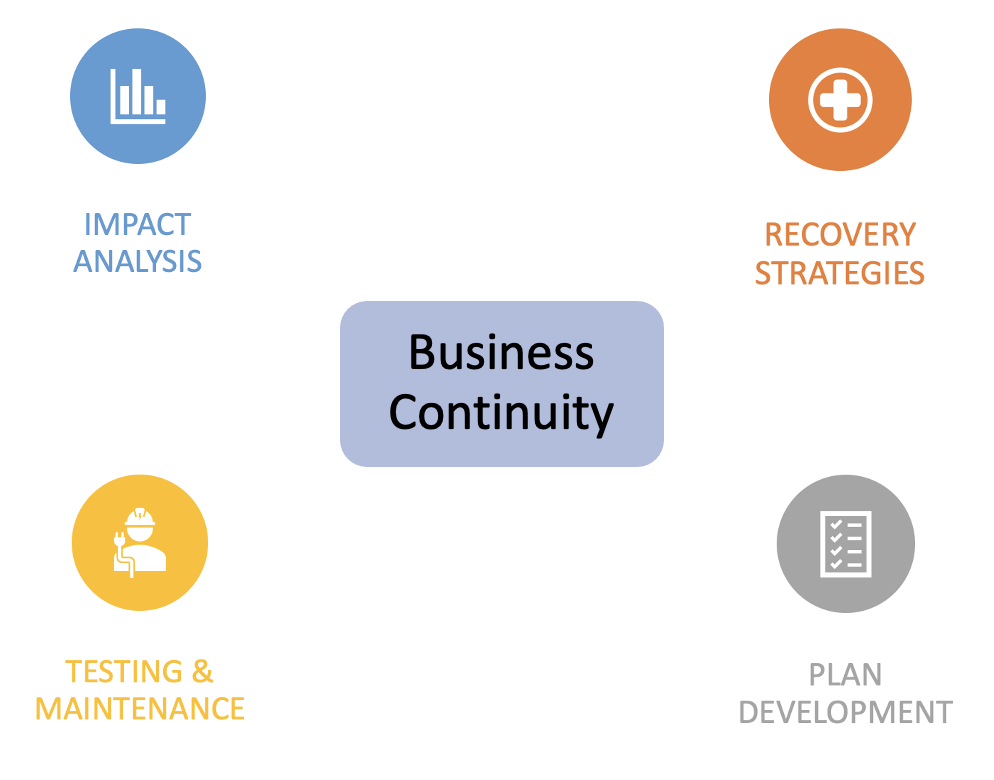 IMPACT
ANALYSIS
RECOVERY
STRATEGIES
Business
Continuity
TESTING &
MAINTENANCE
PLAN
DEVELOPMENT